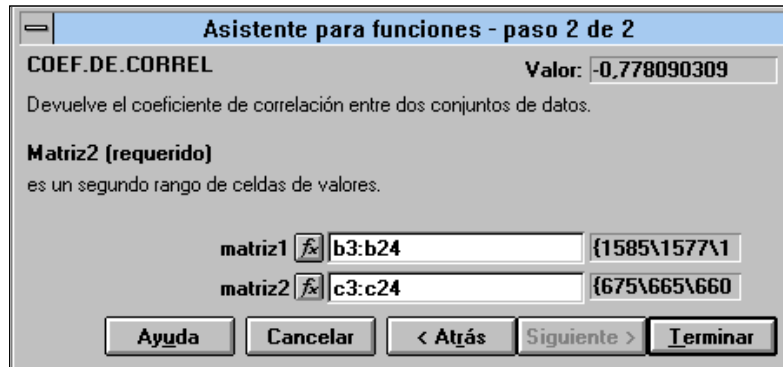 Asistente para funciones - paso 2 de 2
COEF.DE.CORREL Valor: -0,778090309
Devuelve el coeficiente de correlación entre dos conjuntos de datos.
Matriz2 (requerido)
es un segundo rango de celdas de valores.
matriz1 fx b3:b24 {1585\1577\1
matriz2 fx c3:c24 {675\665\660
Ayuda Cancelar < Atrás Siguiente > Terminar